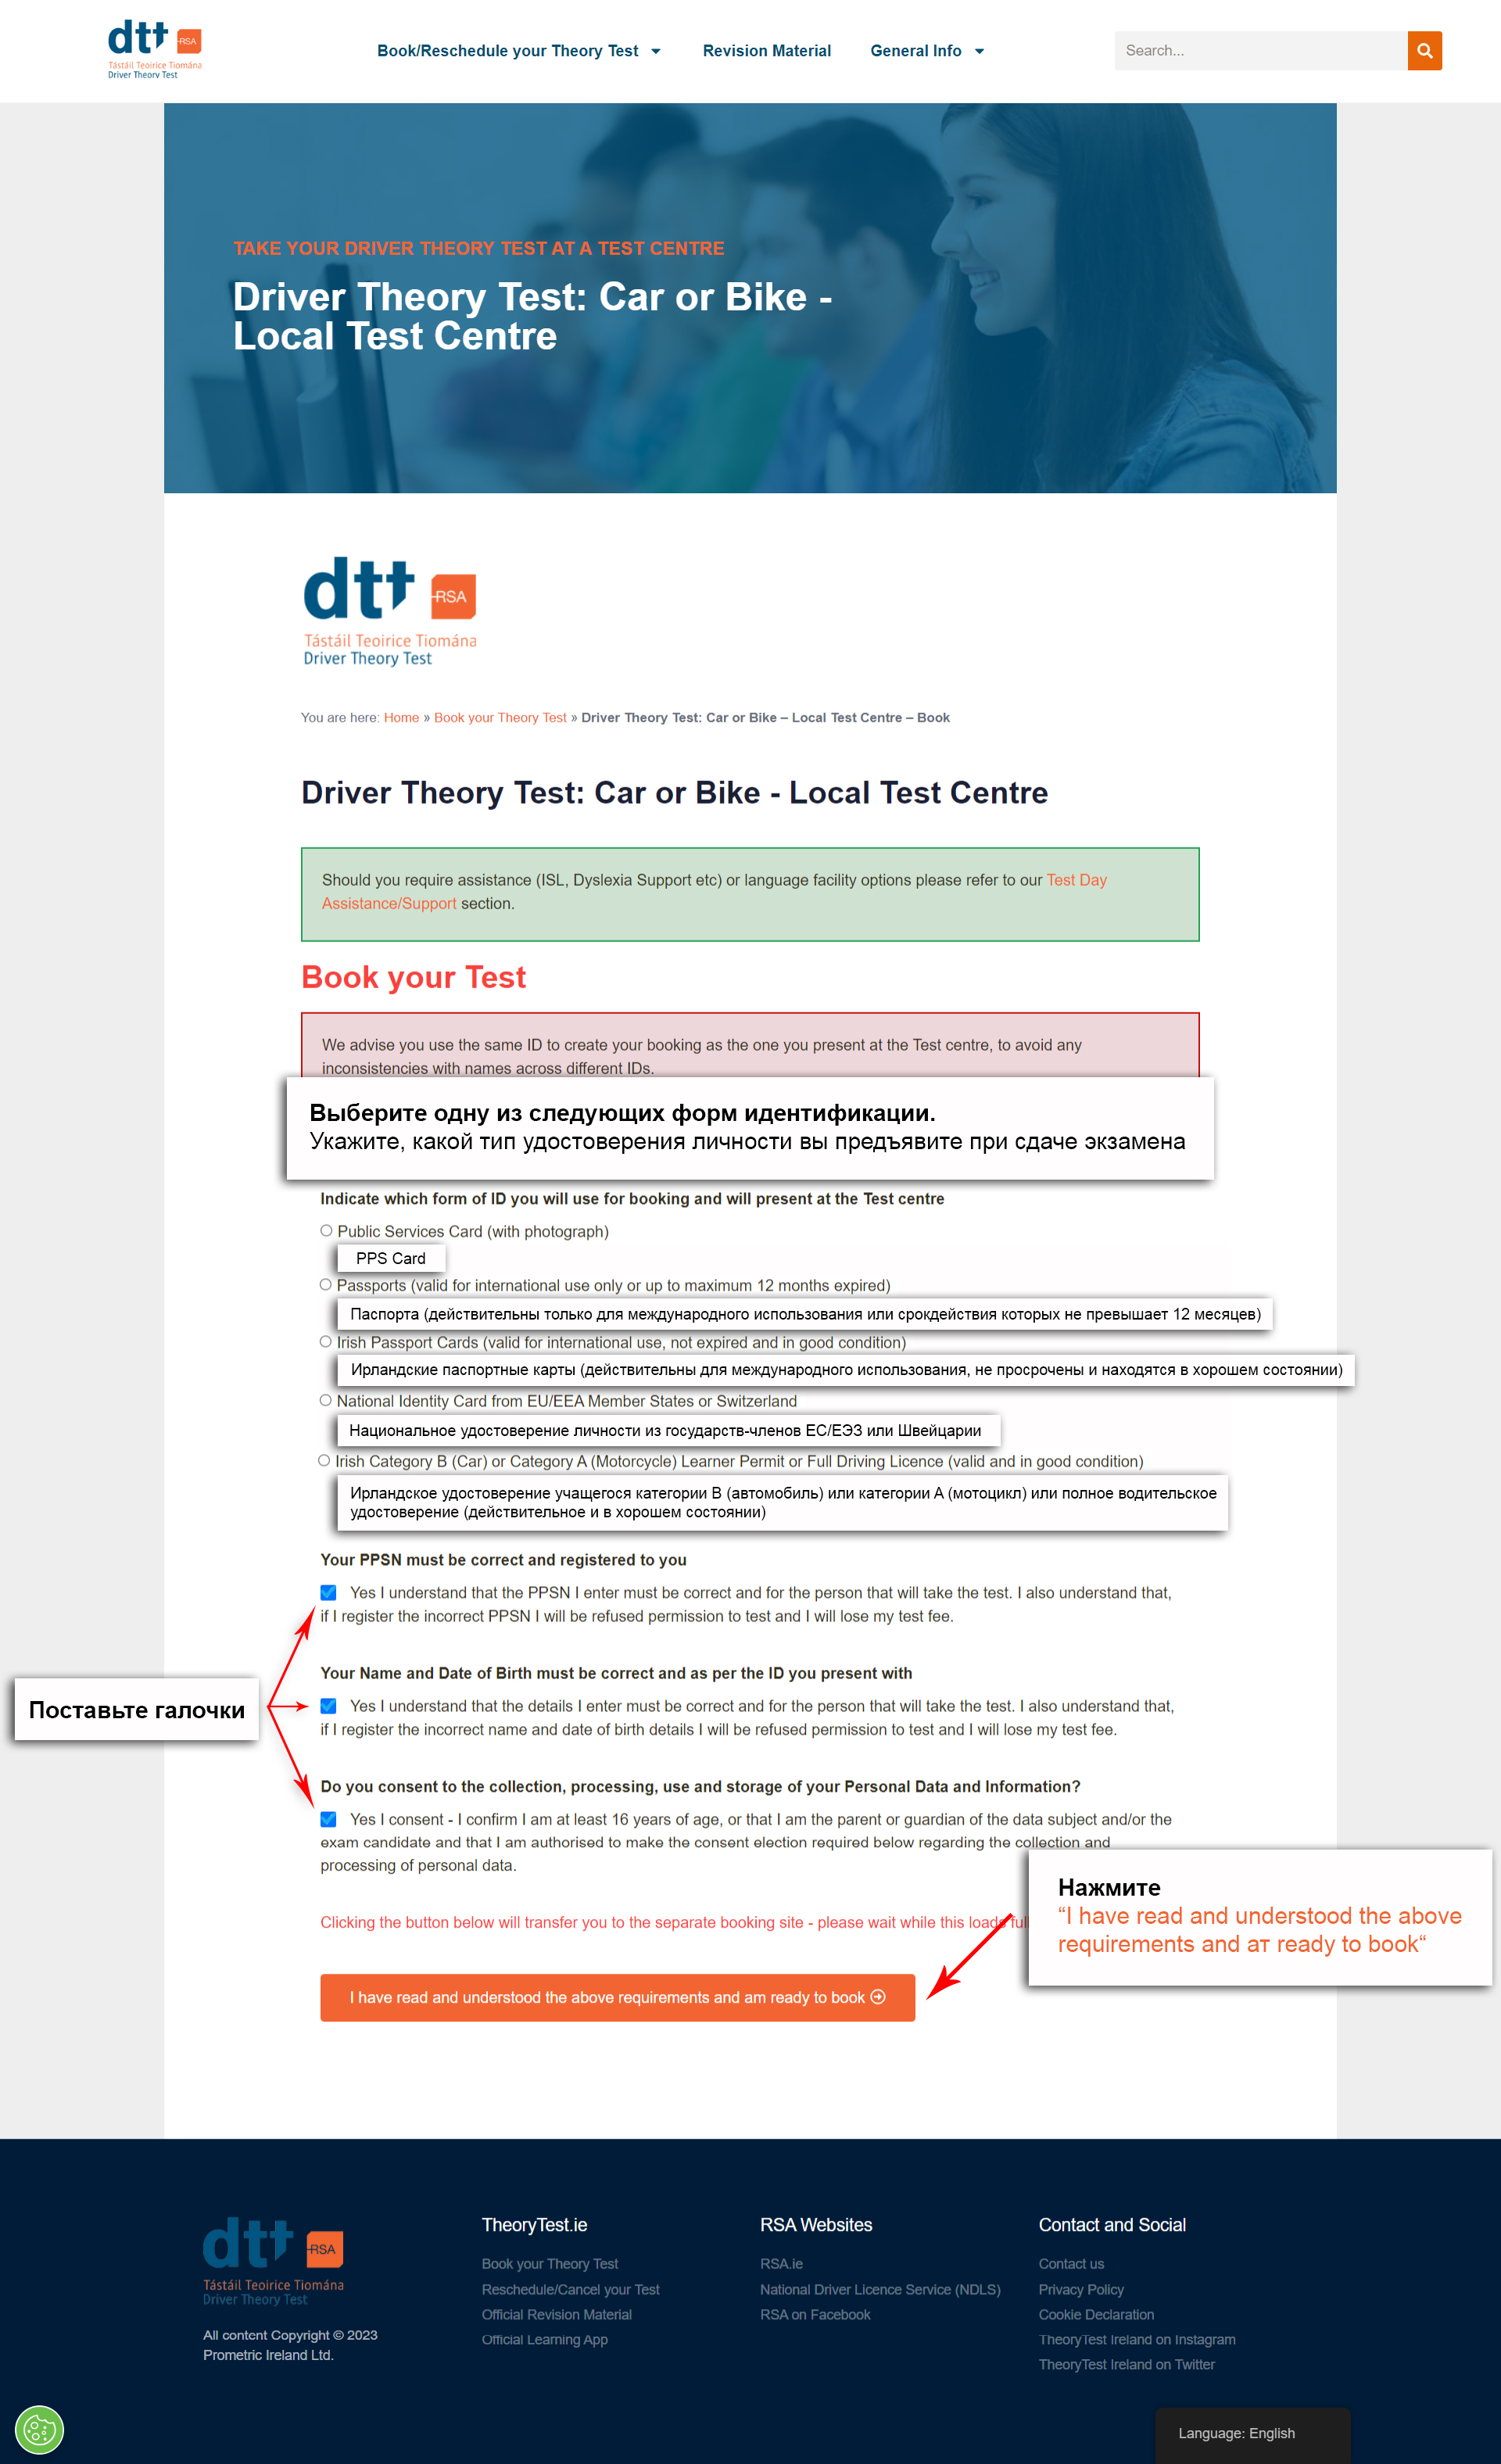 dtt RSA
Tástáil Teoirice Tiomána
Driver Theory Test
Book/Reschedule your Theory Test
Revision Material
General Info
Search...
TAKE YOUR DRIVER THEORY TEST AT A TEST CENTRE
Driver Theory Test: Car or Bike -
Local Test Centre
dtt RSA
Tástáil Teoirice Tiomána
Driver Theory Test
You are here: Home » Book your Theory Test » Driver Theory Test: Car or Bike – Local Test Centre – Book
Driver Theory Test: Car or Bike - Local Test Centre
Should you require assistance (ISL, Dyslexia Support etc) or language facility options please refer to our Test Day
Assistance/Support section.
Book your Test
We advise you use the same ID to create your booking as the one you present at the Test centre, to avoid any
inconsistencies with names across different IDs.
Выберите одну из следующих форм идентификации.
Укажите, какой тип удостоверения личности вы предъявите при сдаче экзамена
Indicate which form of ID you will use for booking and will present at the Test centre
Public Services Card (with photograph)
PPS Card
Passports (valid for international use only or up to maximum 12 months expired)
Паспорта (действительны только для международного использования или срокдействия которых не превышает 12 месяцев)
Irish Passport Cards (valid for international use, not expired and in good condition)
Ирландские паспортные карты (действительны для международного использования, не просрочены и находятся в хорошем состоянии)
National Identity Card from EU/EEA Member States or Switzerland
Национальное удостоверение личности из государств-членов ЕС/ЕЭЗ или Швейцарии
Irish Category B (Car) or Category A (Motorcycle) Learner Permit or Full Driving Licence (valid and in good condition)
Ирландское удостоверение учащегося категории B (автомобиль) или категории A (мотоцикл) или полное водительское
удостоверение (действительное и в хорошем состоянии)
Your PPSN must be correct and registered to you
Yes I understand that the PPSN I enter must be correct and for the person that will take the test. I also understand that,
if I register the incorrect PPSN I will be refused permission to test and I will lose my test fee.
Your Name and Date of Birth must be correct and as per the ID you present with
Поставьте галочки
Yes I understand that the details I enter must be correct and for the person that will take the test. I also understand that,
if I register the incorrect name and date of birth details I will be refused permission to test and I will lose my test fee.
Do you consent to the collection, processing, use and storage of your Personal Data and Information?
Yes I consent - I confirm I am at least 16 years of age, or that I am the parent or guardian of the data subject and/or the
exam candidate and that I am authorised to make the consent election required below regarding the collection and
processing of personal data.
Нажмите
“I have read and understood the above
requirements and ат ready to book“
Clicking the button below will transfer you to the separate booking site - please wait while this loads
I have read and understood the above requirements and am ready to book
dtt RSA
Tástáil Teoirice Tiomána
Driver Theory Test
All content Copyright © 2023
Prometric Ireland Ltd.
TheoryTest.ie
Book your Theory Test
Reschedule/Cancel your Test
Official Revision Material
Official Learning App
RSA Websites
RSA.ie
National Driver Licence Service (NDLS)
RSA on Facebook
Contact and Social
Contact us
Privacy Policy
Cookie Declaration
TheoryTest Ireland on Instagram
TheoryTest Ireland on Twitter
Language: English